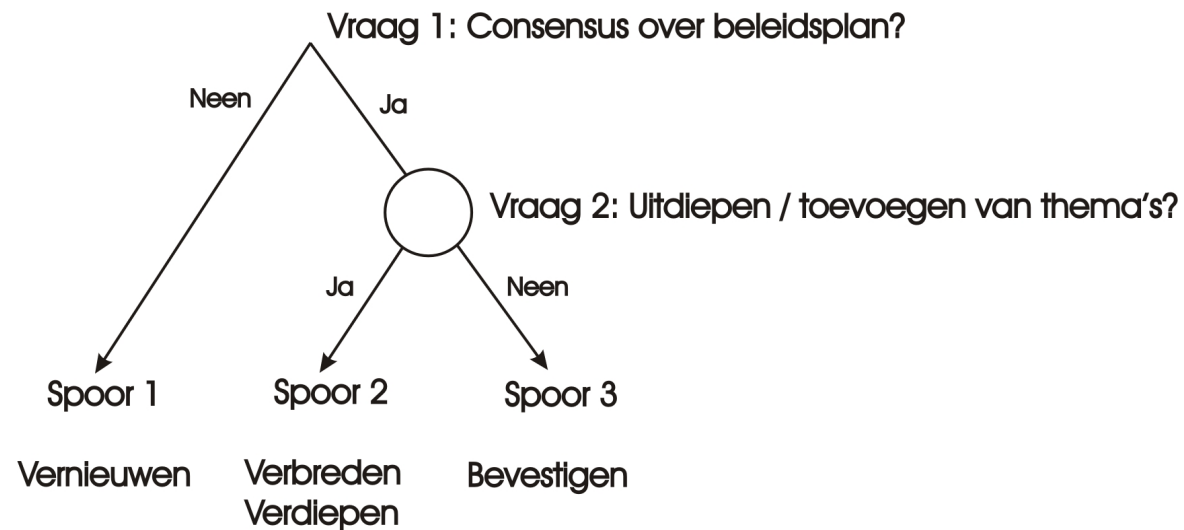 Vraag 1: Consensus over beleidsplan?
Neen
Ja
Vraag 2: Uitdiepen / toevoegen van thema's?
Ja
Neen
Spoor 1
Spoor 2
Spoor 3
Vernieuwen
Verbreden
Verdiepen
Bevestigen